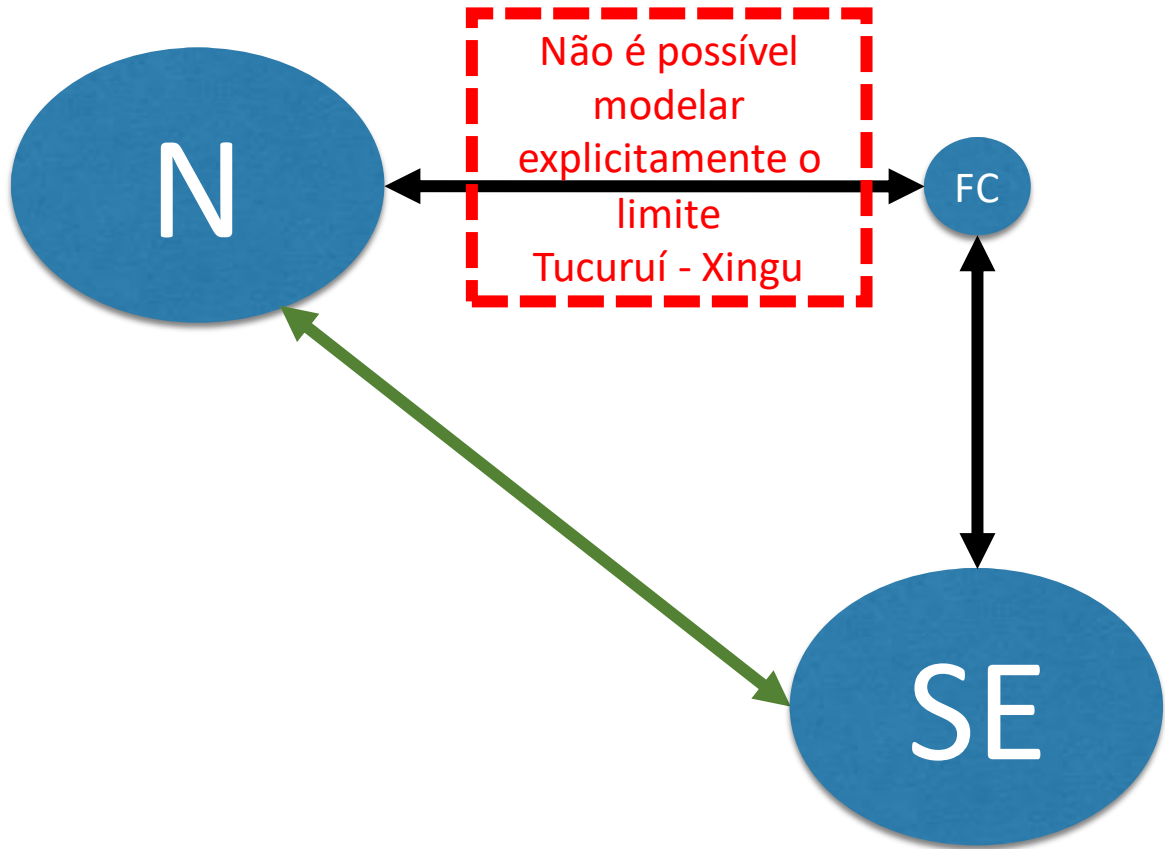 Não é possível
modelar
explicitamente o
limite
Tucuruí - Xingu
N
FC
SE